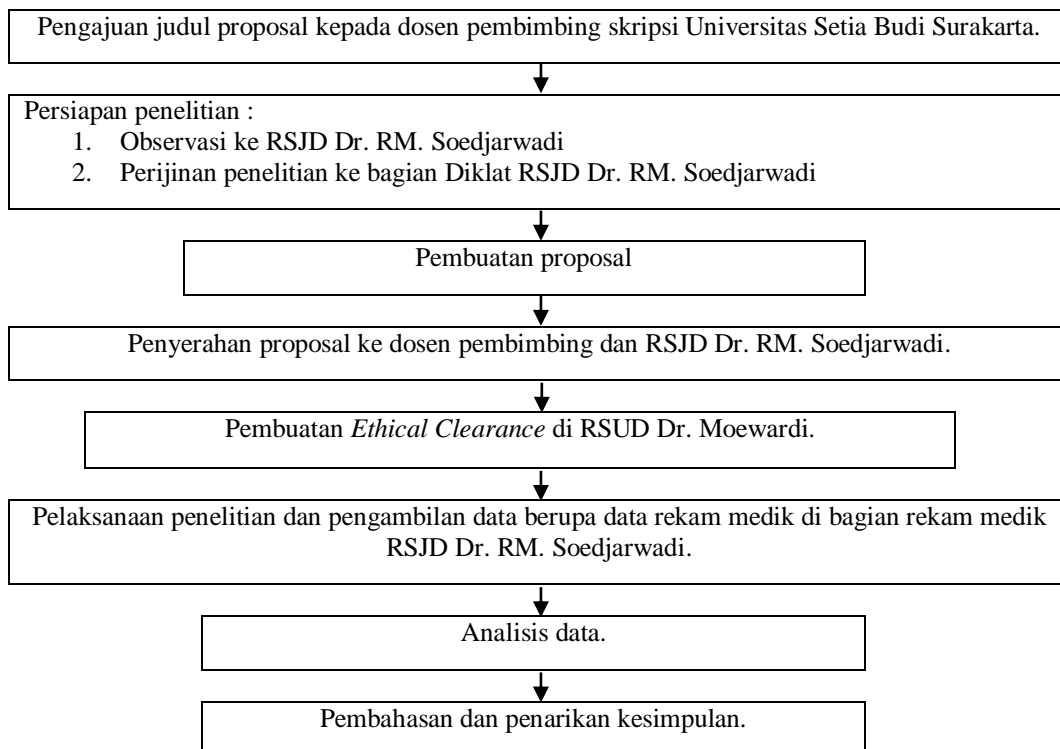 Pengajuan judul proposal kepada dosen pembimbing skripsi Universitas Setia Budi Surakarta.
Persiapan penelitian :
1. Observasi ke RSJD Dr. RM. Soedjarwadi
2. Perijinan penelitian ke bagian Diklat RSJD Dr. RM. Soedjarwadi
Pembuatan proposal
Penyerahan proposal ke dosen pembimbing dan RSJD Dr. RM. Soedjarwadi.
Pembuatan Ethical Clearance di RSUD Dr. Moewardi.
Pelaksanaan penelitian dan pengambilan data berupa data rekam medik di bagian rekam medik
RSJD Dr. RM. Soedjarwadi.
Analisis data.
Pembahasan dan penarikan kesimpulan.